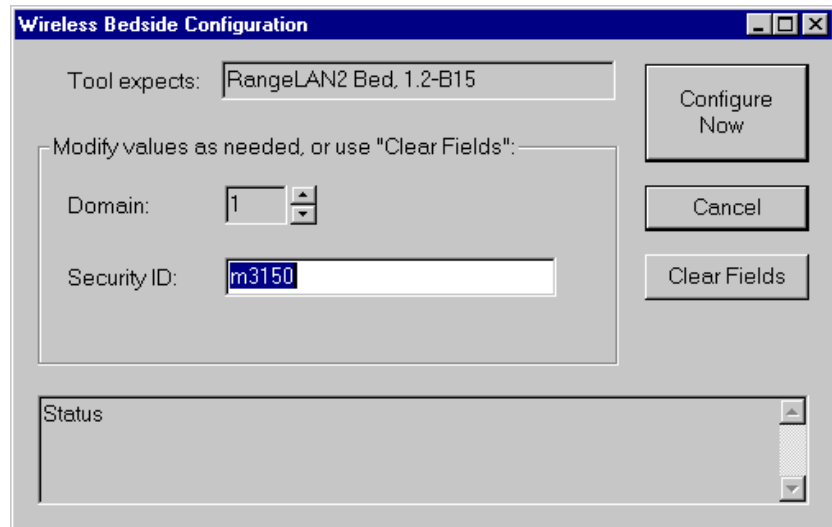 Wireless Bedside Configuration
Tool expects: RangeLAN2 Bed, 1.2-B15
Configure
Now
Modify values as needed, or use "Clear Fields":
Domain: 1
Cancel
Security ID: m3150
Clear Fields
Status